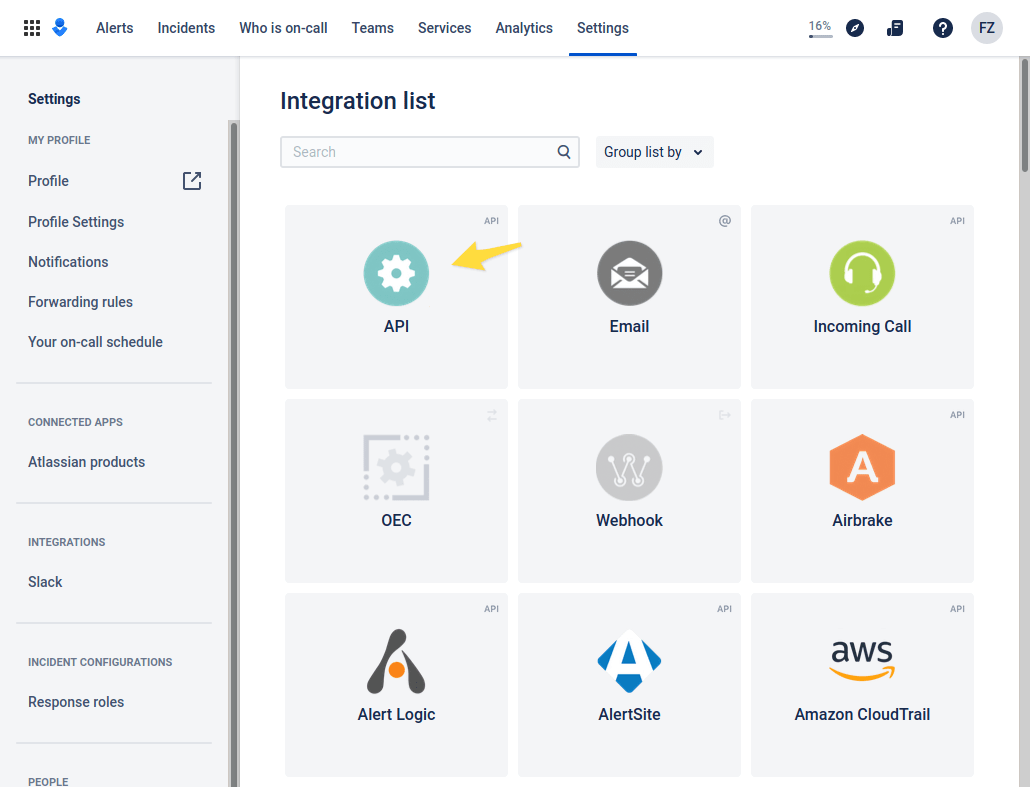 Alerts Incidents Who is on-call Teams Services Analytics Settings 16% FZ
Settings
MY PROFILE
Profile
Profile Settings
Notifications
Forwarding rules
Your on-call schedule
CONNECTED APPS
Atlassian products
INTEGRATIONS
Slack
INCIDENT CONFIGURATIONS
Response roles
PEOPLE
Integration list
Search Group list by
API @ API
API Email Incoming Call
API
OEC Webhook Airbrake
API API API
aws
Alert Logic AlertSite Amazon CloudTrail